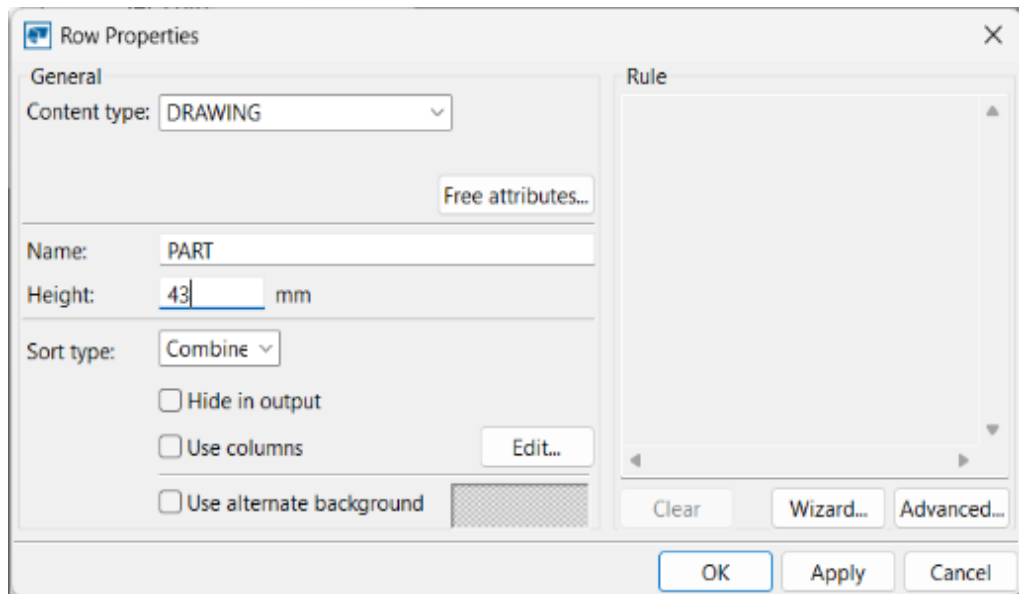 Row Properties
General
Content type: DRAWING
Free attributes...
Name: PART
Height: 43 mm
Sort type: Combine
Hide in output
Use columns Edit...
Use alternate background
Rule
Clear Wizard... Advanced...
OK Apply Cancel